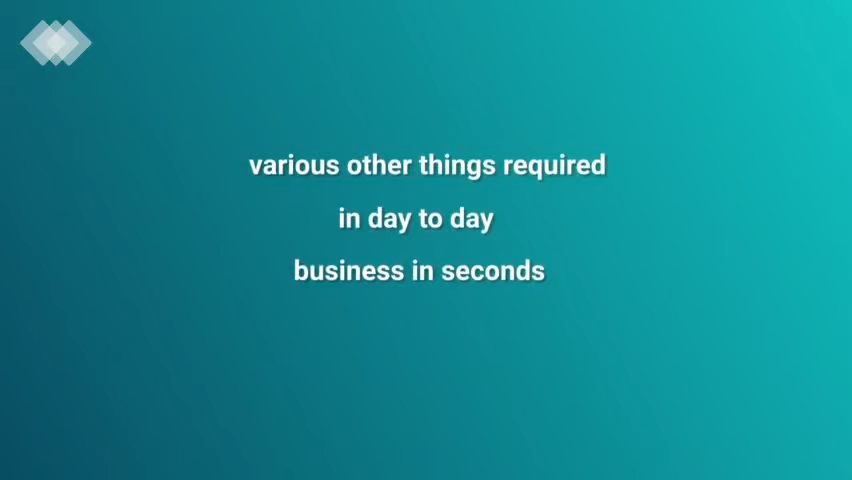 various other things required
in day to day
business in seconds